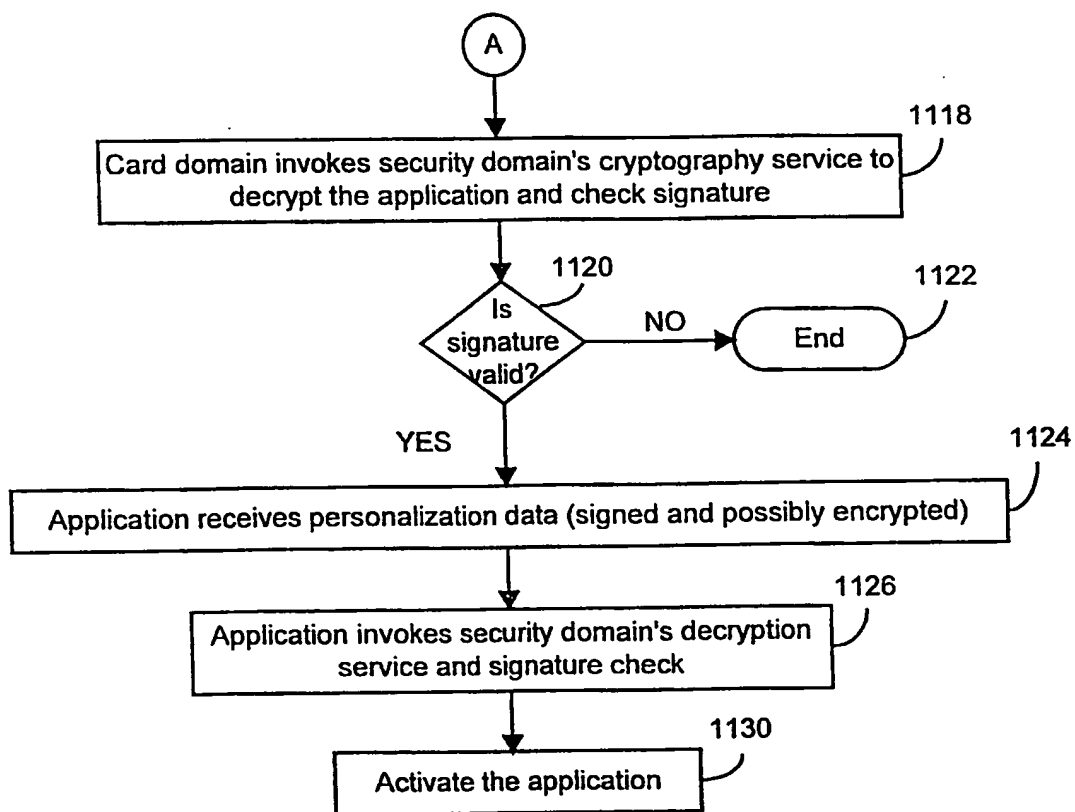 A
1118
Card domain invokes security domain's cryptography service to
decrypt the application and check signature
1120
Is
signature
valid?
NO
1122
End
YES
1124
Application receives personalization data (signed and possibly encrypted)
1126
Application invokes security domain's decryption
service and signature check
1130
Activate the application